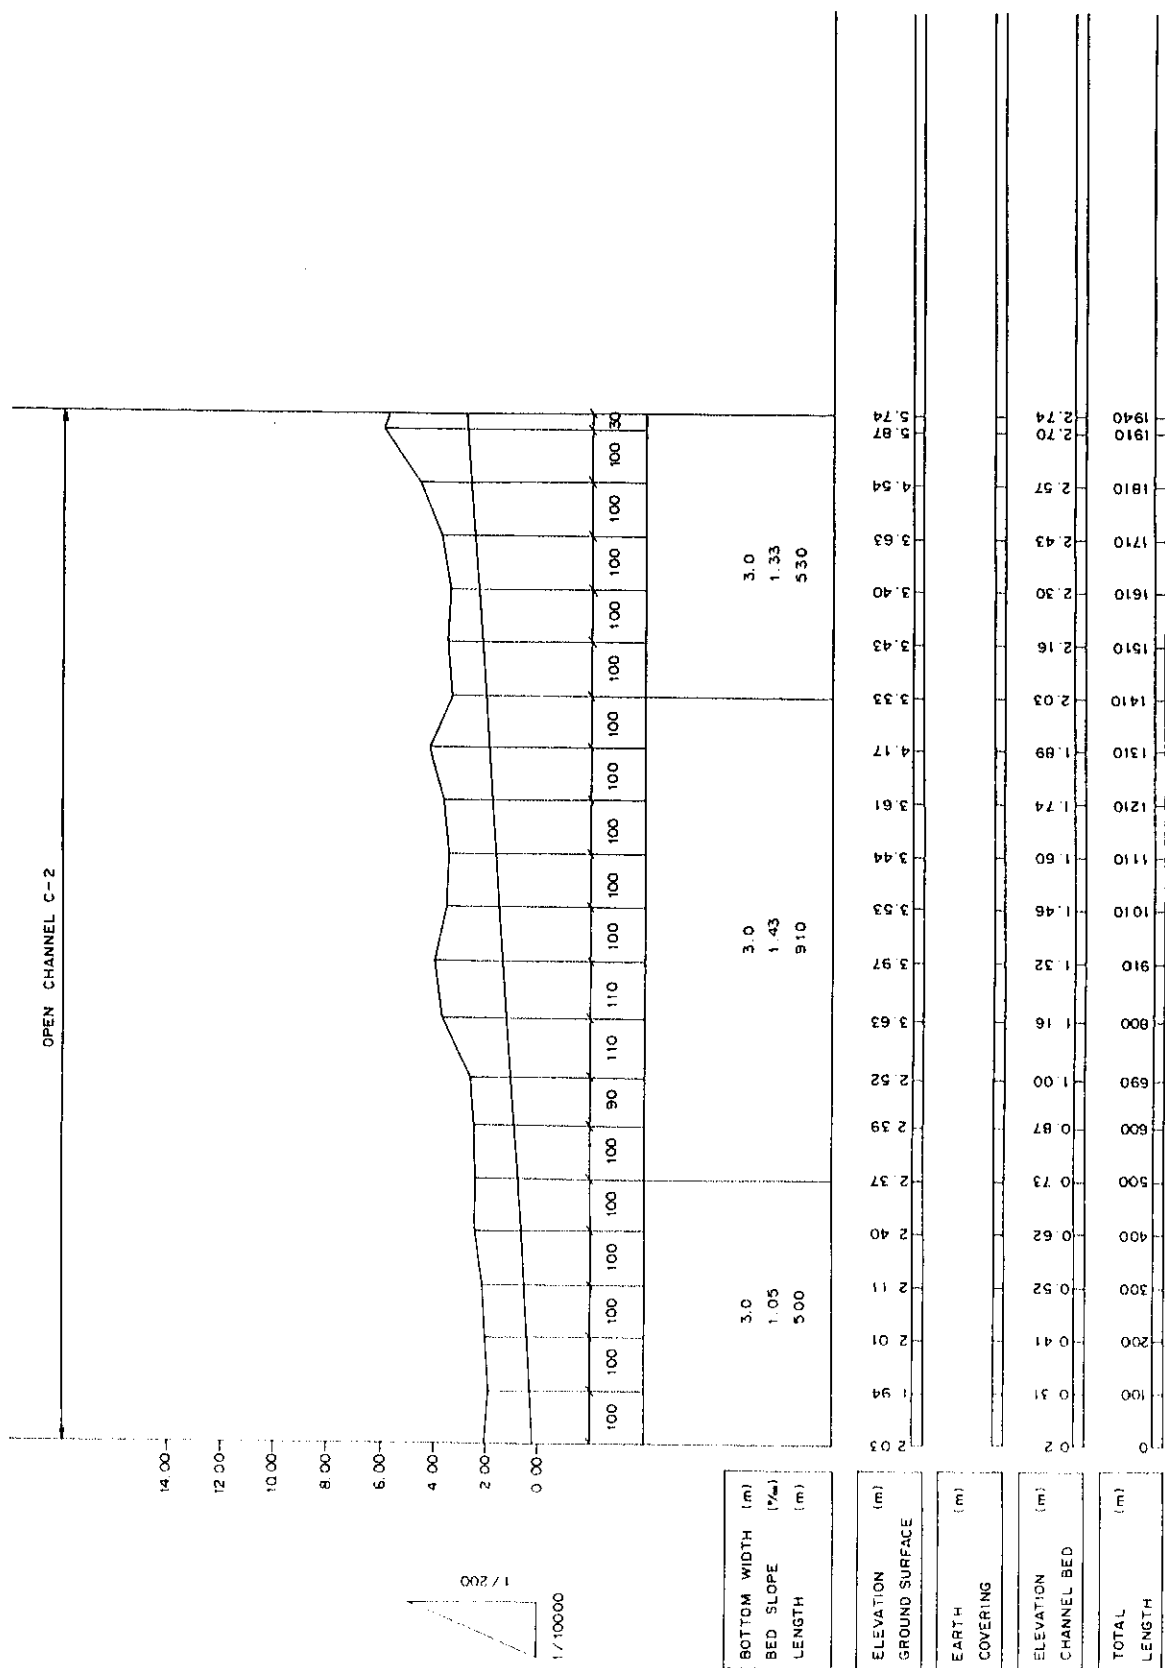 OPEN CHANNEL C-2
14.00
12.00
10.00
8.00
6.00
4.00
2.00
0.00
1/200
1/10000
100 100 100 100 100 100 90 110 110 100 100 100 100 100 100 100 100 100 100 30
BOTTOM WIDTH (m) 3.0 3.0 3.0
BED SLOPE (‰) 1.05 1.43 1.33
LENGTH (m) 500 910 530
ELEVATION (m)
GROUND SURFACE
2.03 1.94 2.01 2.11 2.40 2.37 2.39 2.52 3.63 3.97 3.53 3.44 3.61 4.17 3.33 3.43 3.40 3.63 4.54 5.87 5.74
EARTH (m)
COVERING
ELEVATION (m)
CHANNEL BED
0.2 0.31 0.41 0.52 0.62 0.73 0.87 1.00 1.16 1.32 1.46 1.60 1.74 1.89 2.03 2.16 2.30 2.43 2.57 2.70 2.74
TOTAL (m)
LENGTH
0 100 200 300 400 500 600 690 800 910 1010 1110 1210 1310 1410 1510 1610 1710 1810 1910 1940